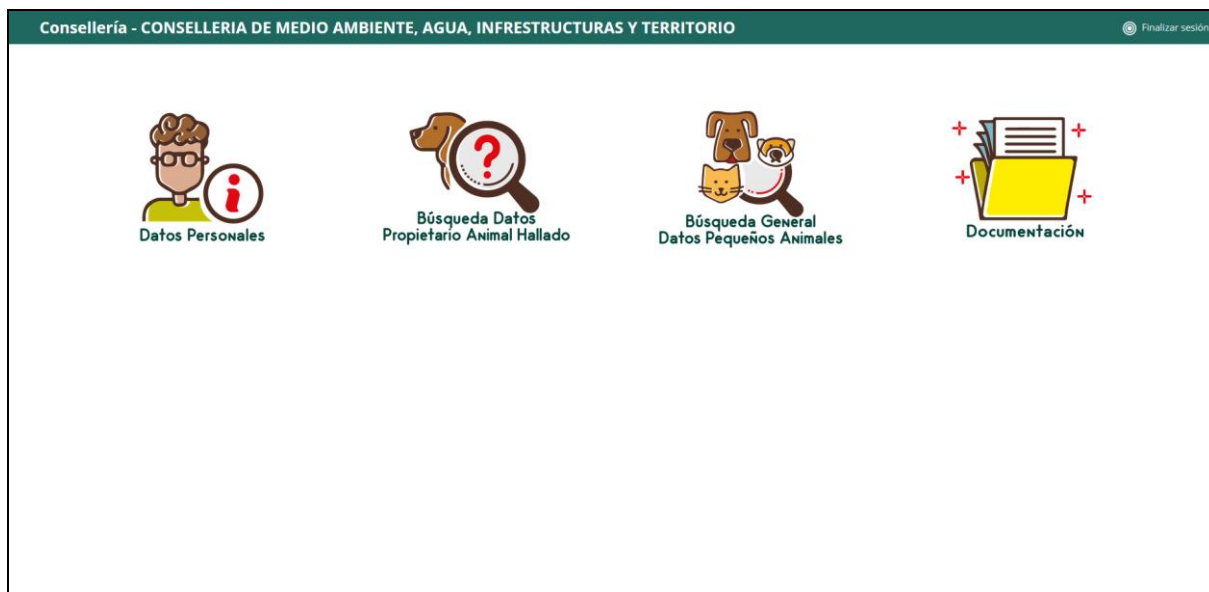 Consellería - CONSELLERIA DE MEDIO AMBIENTE, AGUA, INFRESTRUCTURAS Y TERRITORIO
Finalizar sesión
Datos Personales
Búsqueda Datos
Propietario Animal Hallado
Búsqueda General
Datos Pequeños Animales
Documentación